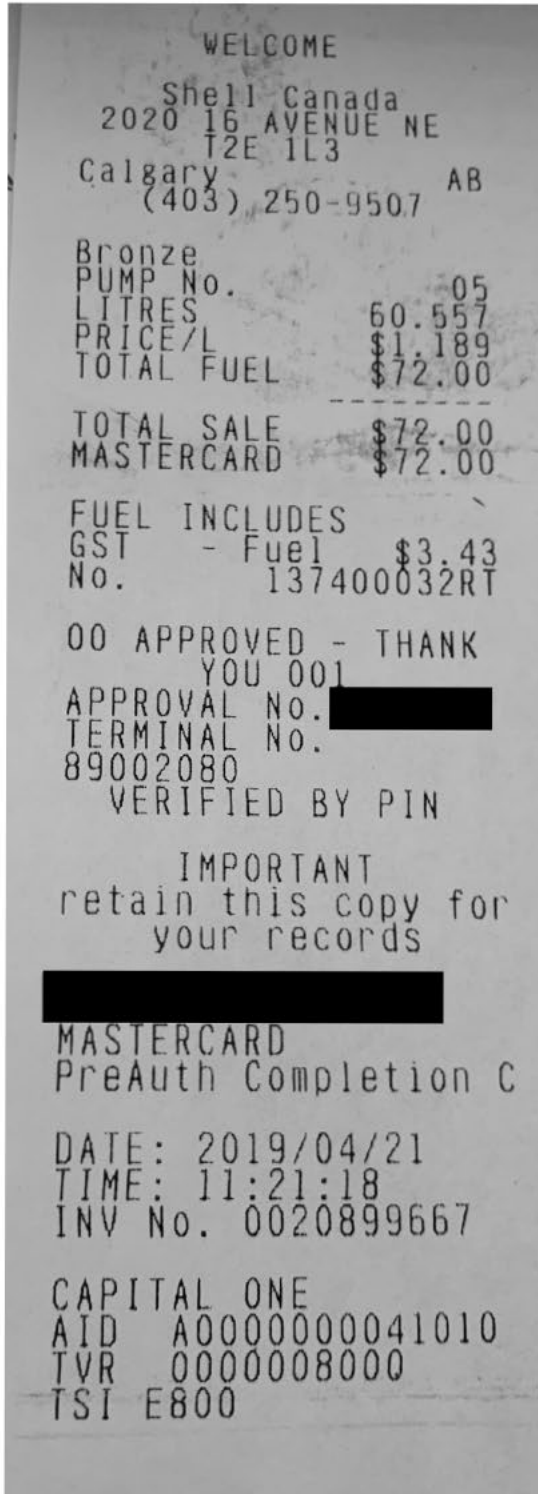 WELCOME
Shell Canada
2020 16 AVENUE NE
T2E 1L3
Calgary AB
(403) 250-9507
Bronze
PUMP No. 05
LITRES 60.557
PRICE/L $1.189
TOTAL FUEL $72.00
---------
TOTAL SALE $72.00
MASTERCARD $72.00
FUEL INCLUDES
GST - Fuel $3.43
No. 137400032RT
00 APPROVED - THANK
YOU 001
APPROVAL No.
TERMINAL No.
89002080
VERIFIED BY PIN
IMPORTANT
retain this copy for
your records
MASTERCARD
PreAuth Completion C
DATE: 2019/04/21
TIME: 11:21:18
INV No. 0020899667
CAPITAL ONE
AID A0000000041010
TVR 0000008000
TSI E800